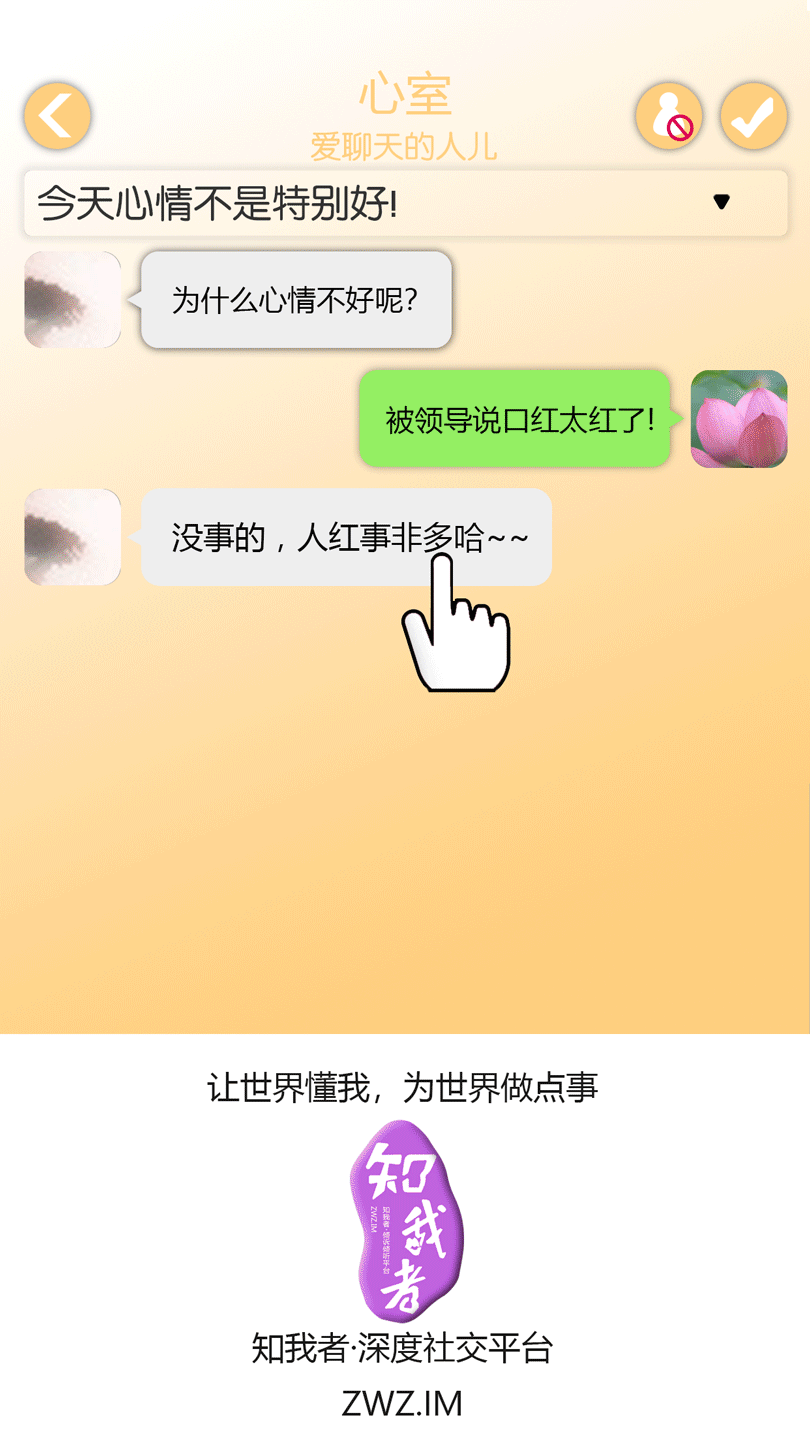 心室
爱聊天的人儿
今天心情不是特别好!
为什么心情不好呢?
被领导说口红太红了!
没事的，人红事非多哈~~
让世界懂我，为世界做点事
知我者
知我者·倾诉倾听平台
ZWZ.IM
知我者·深度社交平台
ZWZ.IM